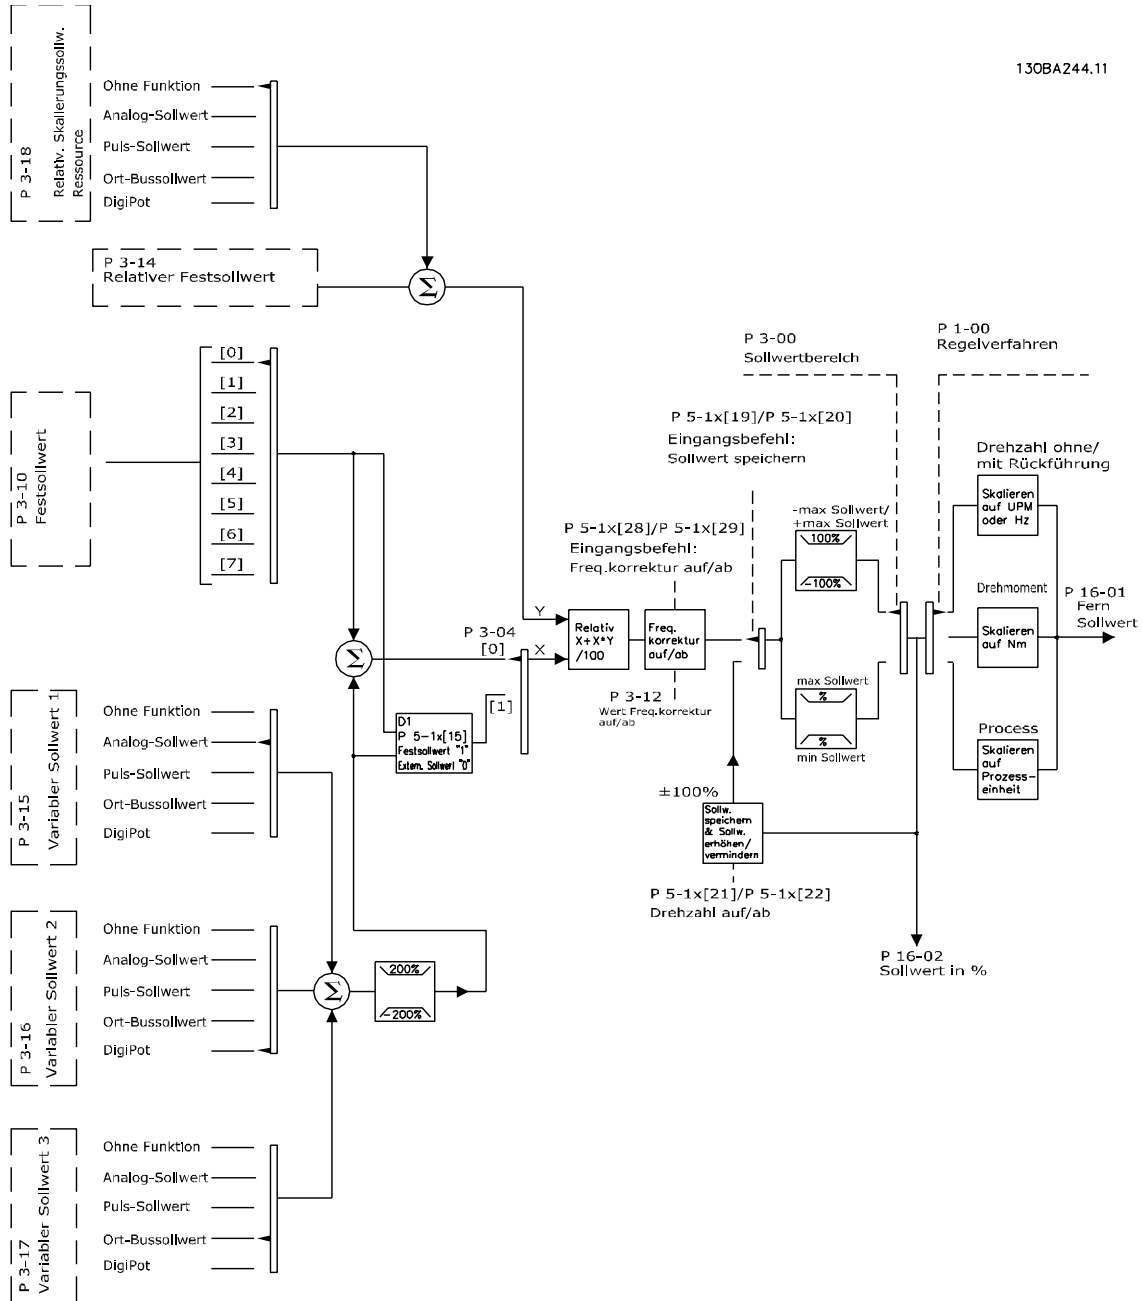 130BA244.11
P 3-18
Relativ. Skalierungssollw.
Ressource
Ohne Funktion
Analog-Sollwert
Puls-Sollwert
Ort-Bussollwert
DigiPot
P 3-14
Relativer Festsollwert
Σ
P 3-10
Festsollwert
[0]
[1]
[2]
[3]
[4]
[5]
[6]
[7]
P 3-00
Sollwertbereich
P 1-00
Regelverfahren
P 5-1x[19]/P 5-1x[20]
Eingangsbefehl:
Sollwert speichern
P 5-1x[28]/P 5-1x[29]
Eingangsbefehl:
Freq.korrektur auf/ab
-max Sollwert/
+max Sollwert
100%
-100%
Drehzahl ohne/
mit Rückführung
Skalieren
auf UPM
oder Hz
Y
X
Relativ
X+X*Y
/100
Freq.
korrektur
auf/ab
P 3-12
Wert Freq.korrektur
auf/ab
Drehmoment
Skalieren
auf Nm
P 16-01
Fern
Sollwert
max Sollwert
%
%
min Sollwert
Process
Skalieren
auf
Prozess-
einheit
Σ
P 3-04
[0]
[1]
D1
P 5-1x[15]
Festsollwert "1"
Extern. Sollwert "0"
±100%
Sollw.
speichern
& Sollw.
erhöhen/
vermindern
P 5-1x[21]/P 5-1x[22]
Drehzahl auf/ab
P 16-02
Sollwert in %
P 3-15
Variabler Sollwert 1
Ohne Funktion
Analog-Sollwert
Puls-Sollwert
Ort-Bussollwert
DigiPot
P 3-16
Variabler Sollwert 2
Ohne Funktion
Analog-Sollwert
Puls-Sollwert
Ort-Bussollwert
DigiPot
Σ
200%
-200%
P 3-17
Variabler Sollwert 3
Ohne Funktion
Analog-Sollwert
Puls-Sollwert
Ort-Bussollwert
DigiPot